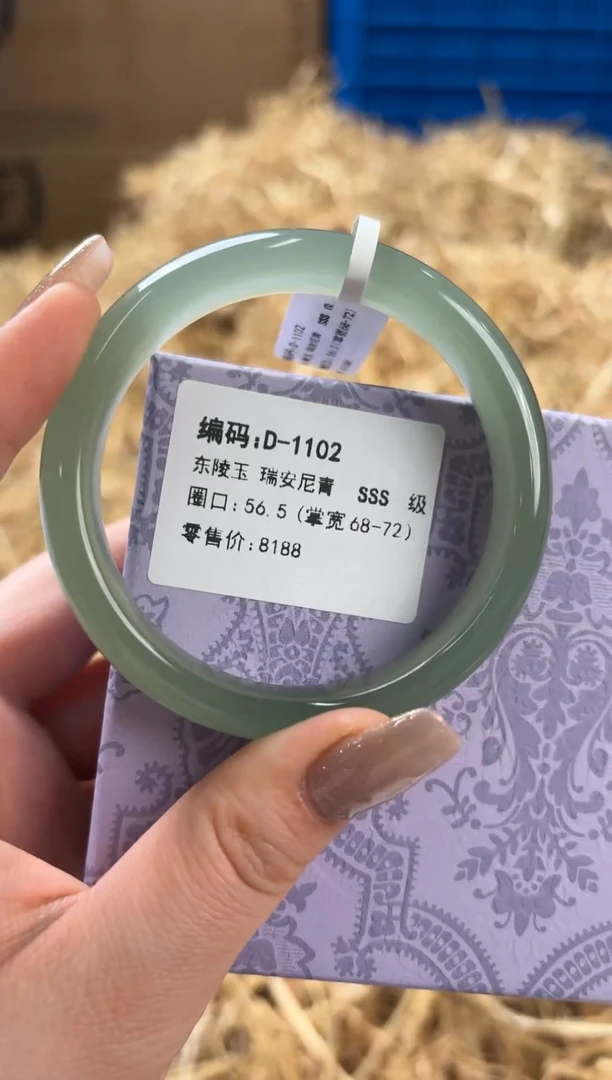 编码:D-1102
东陵玉 瑞安尼青 SSS 级
圈口:56.5(掌宽68-72)
零售价:8188